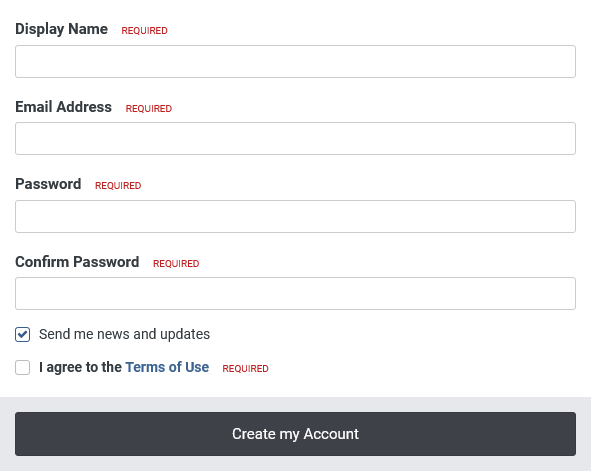 Display Name REQUIRED
Email Address REQUIRED
Password REQUIRED
Confirm Password REQUIRED
Send me news and updates
I agree to the Terms of Use REQUIRED
Create my Account